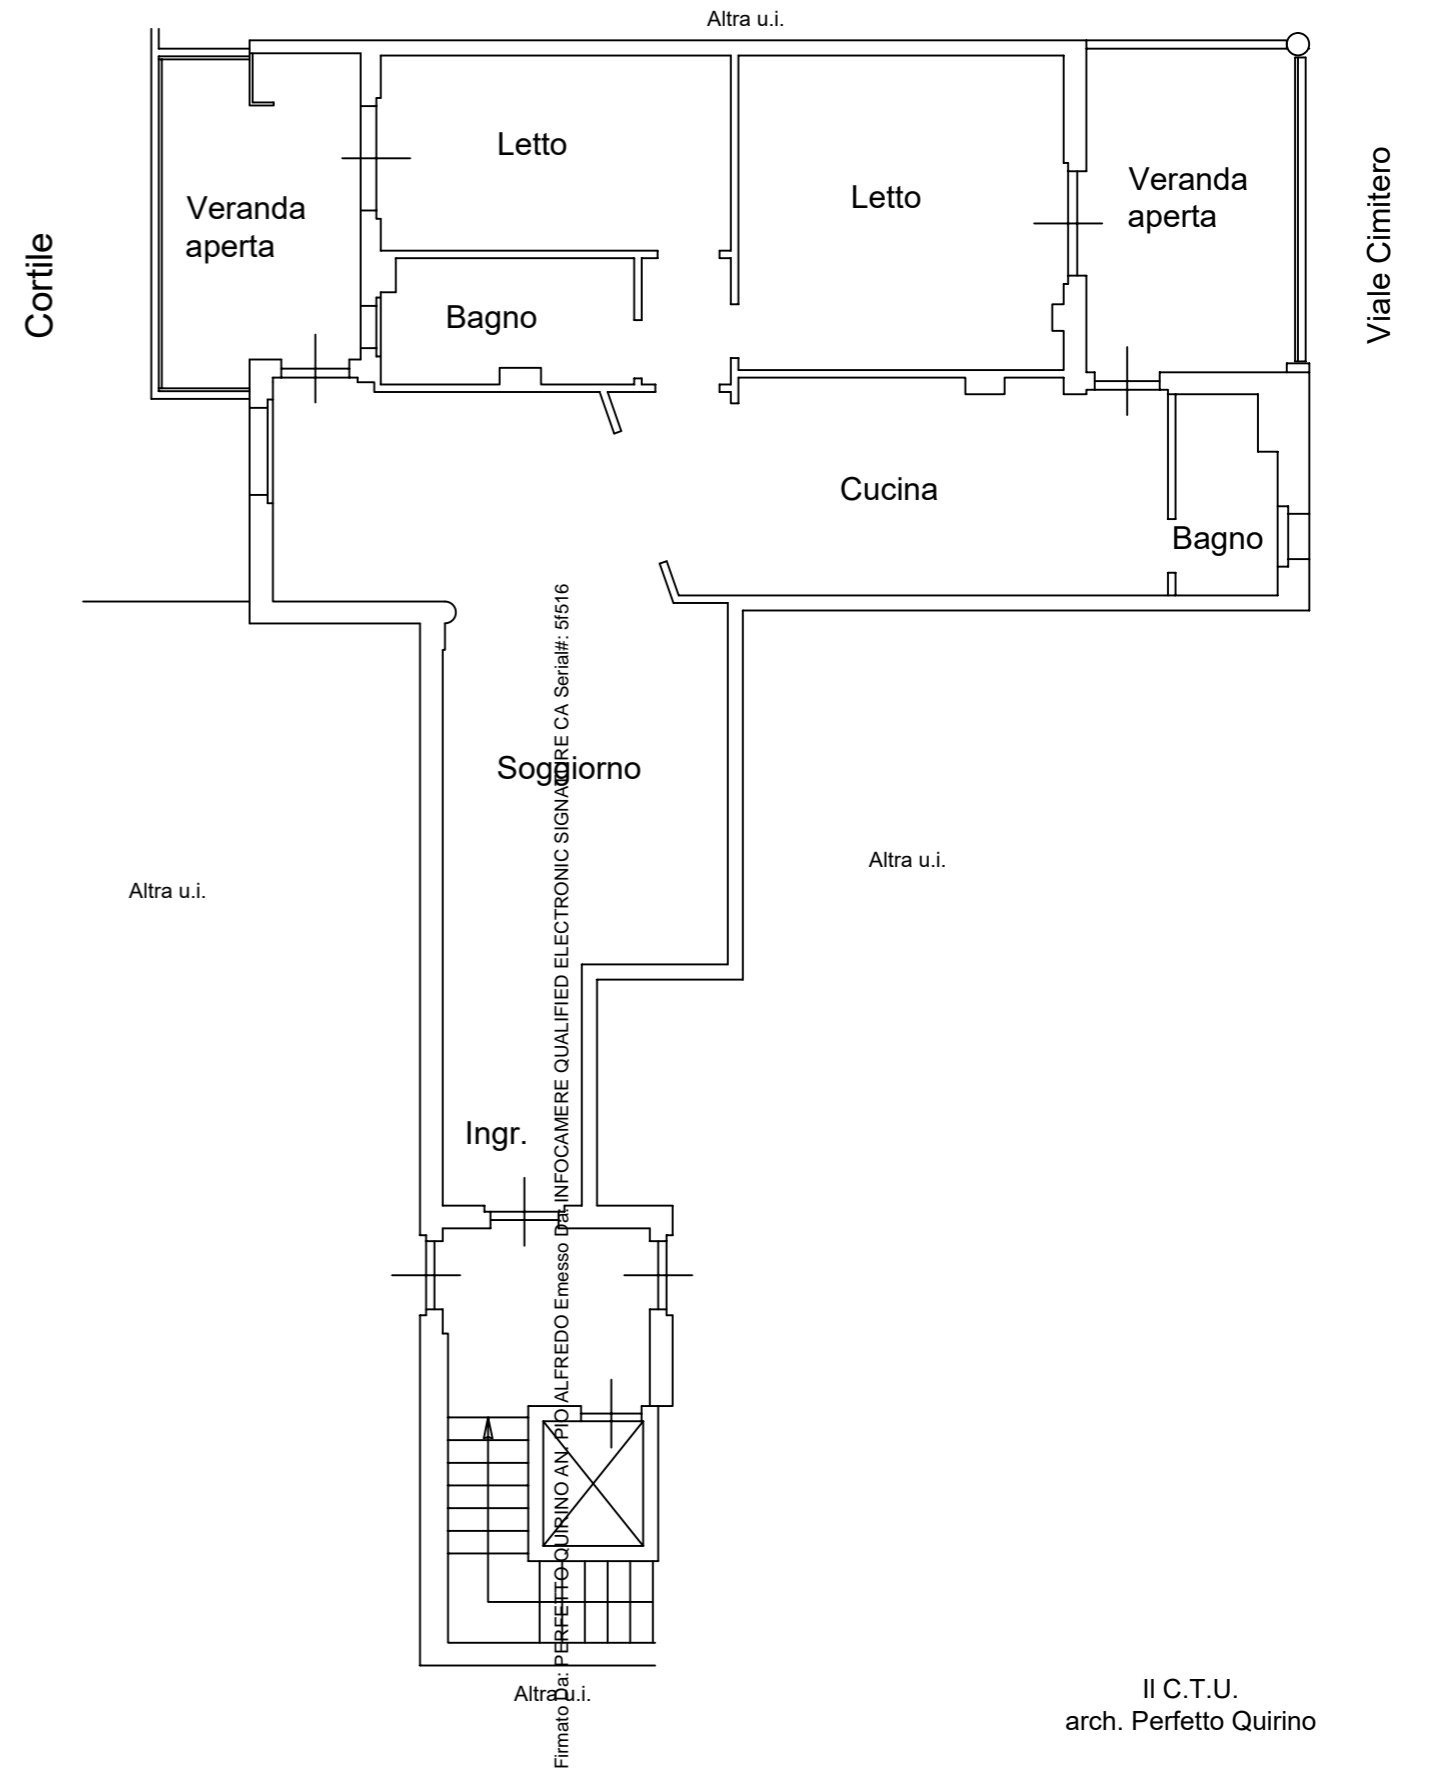 Altra u.i.
Letto
Letto
Veranda
aperta
Veranda
aperta
Cortile
Viale Cimitero
Bagno
Cucina
Bagno
Soggiorno
Altra u.i.
Altra u.i.
Ingr.
Firmato Da: PERFETTO QUIRINO AN. PIO ALFREDO Emesso Da: INFOCAMERE QUALIFIED ELECTRONIC SIGNATURE CA Serial#: 5f516
Altra u.i.
Il C.T.U.
arch. Perfetto Quirino